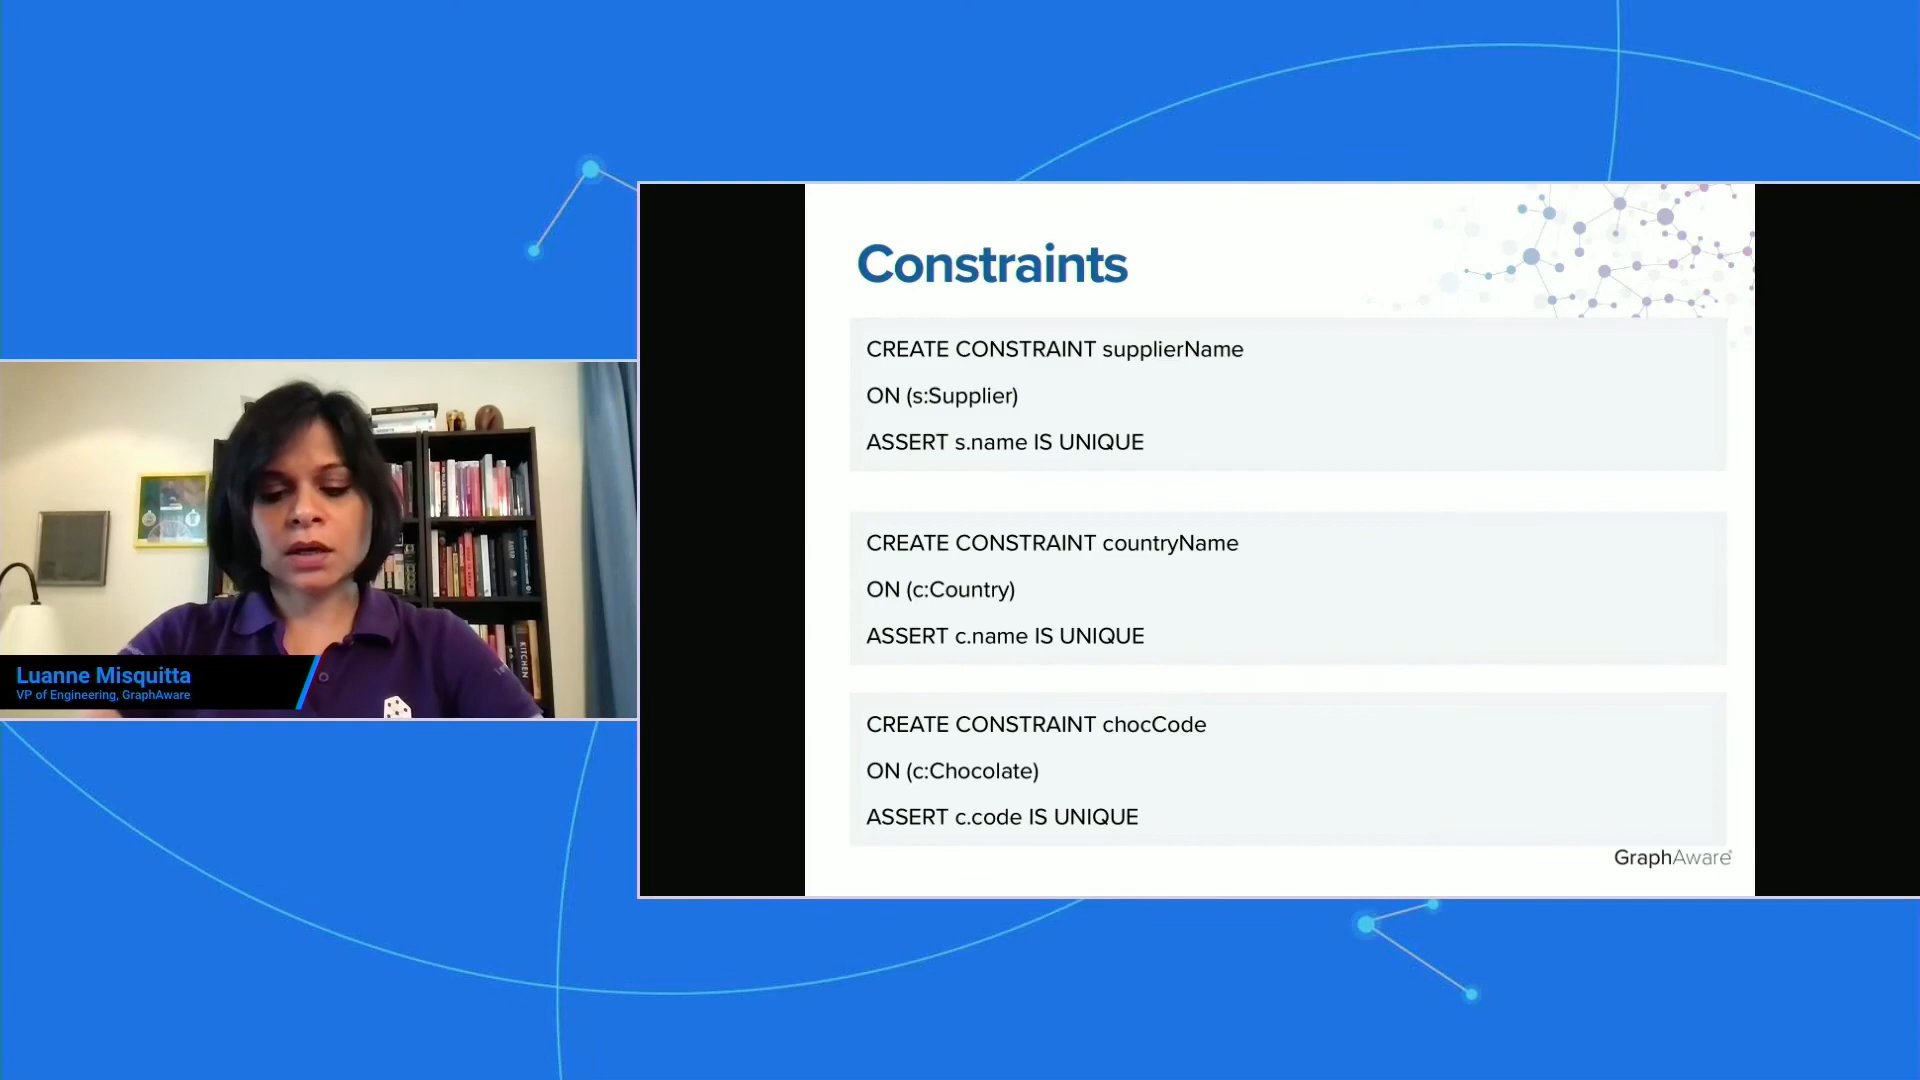 Constraints
CREATE CONSTRAINT supplierName
ON (s:Supplier)
ASSERT s.name IS UNIQUE
CREATE CONSTRAINT countryName
ON (c:Country)
ASSERT c.name IS UNIQUE
CREATE CONSTRAINT chocCode
ON (c:Chocolate)
ASSERT c.code IS UNIQUE
GraphAware
KITCHEN
Luanne Misquitta
VP of Engineering, GraphAware